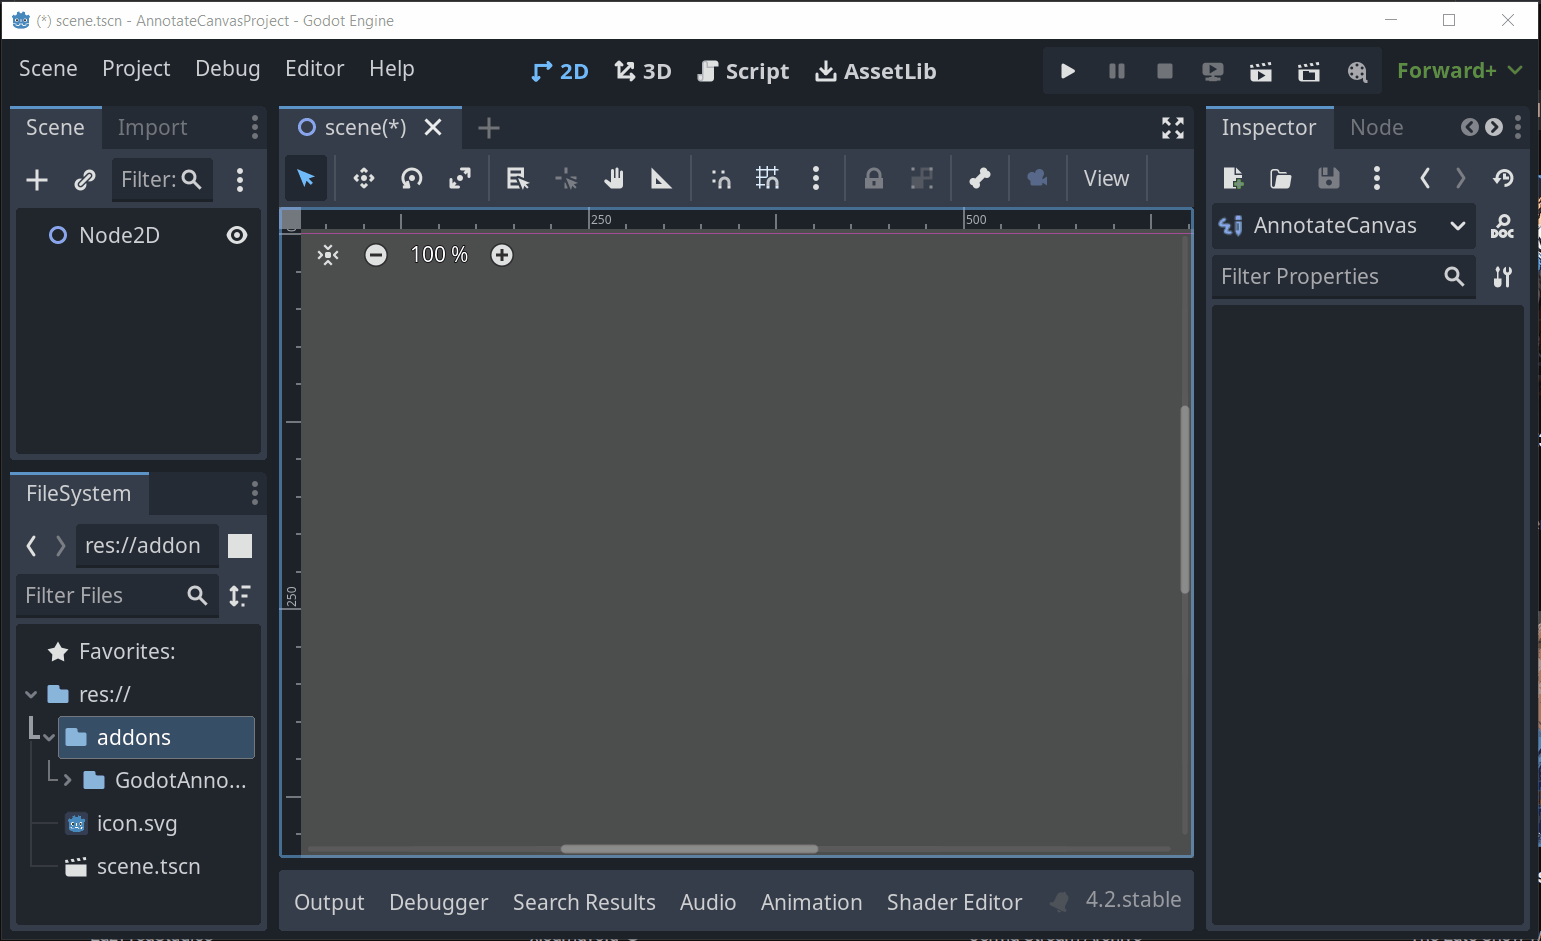 (*) scene.tscn - AnnotateCanvasProject - Godot Engine
Scene Project Debug Editor Help
2D 3D Script AssetLib
Forward+
Scene Import
scene(*)
Inspector Node
Filter:
View
250 500
Node2D
100 %
AnnotateCanvas
DOC
Filter Properties
FileSystem
res://addon
Filter Files
250
Favorites:
res://
addons
GodotAnno...
icon.svg
scene.tscn
Output Debugger Search Results Audio Animation Shader Editor 4.2.stable